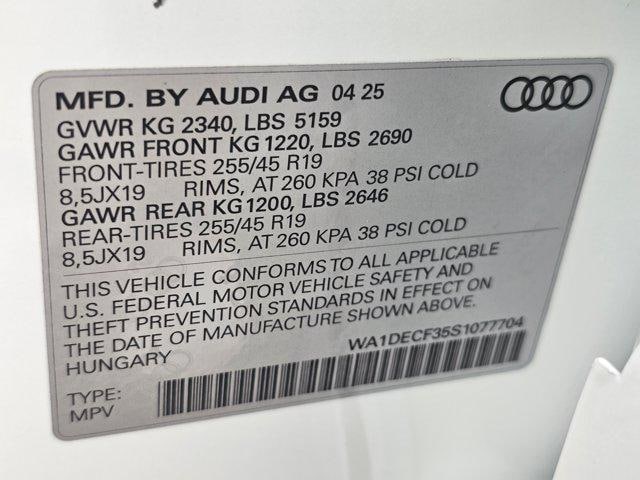 MFD. BY AUDI AG 04 25
GVWR KG 2340, LBS 5159
GAWR FRONT KG 1220, LBS 2690
FRONT-TIRES 255/45 R19
8,5JX19 RIMS, AT 260 KPA 38 PSI COLD
GAWR REAR KG 1200, LBS 2646
REAR-TIRES 255/45 R19
8,5JX19 RIMS, AT 260 KPA 38 PSI COLD
THIS VEHICLE CONFORMS TO ALL APPLICABLE
U.S. FEDERAL MOTOR VEHICLE SAFETY AND
THEFT PREVENTION STANDARDS IN EFFECT ON
THE DATE OF MANUFACTURE SHOWN ABOVE.
HUNGARY WA1DECF35S1077704
TYPE:
MPV